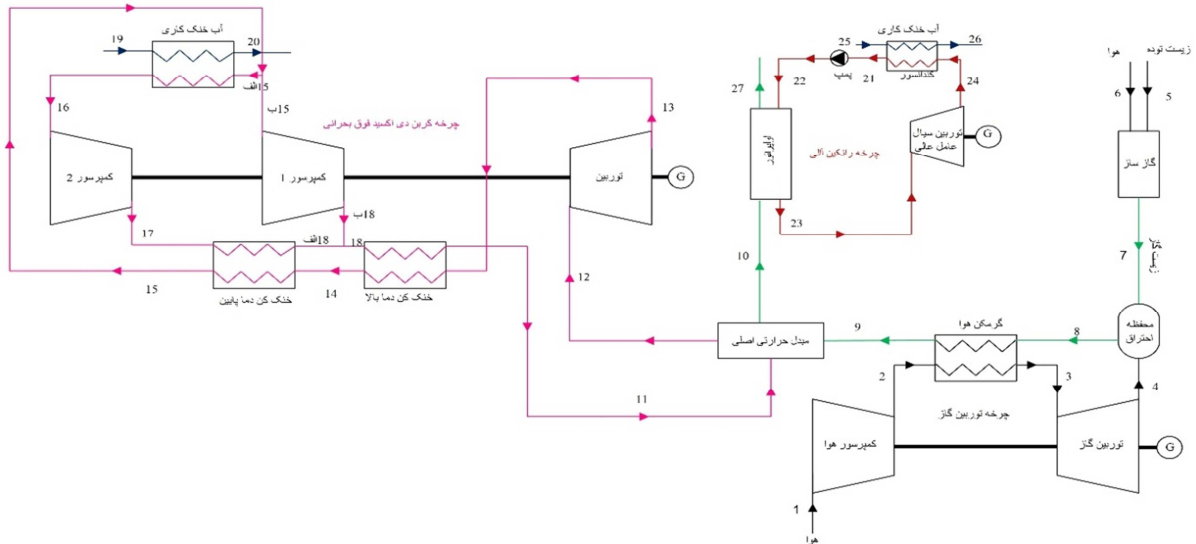 آب خنک کاری
19
20
15الف
16
15ب
چرخه کربن دی اکسید فوق بحرانی
13
کمپرسور 2
کمپرسور 1
توربین
G
17
18ب
18الف
18
15
خنک کن دما پایین
14
خنک کن دما بالا
12
11
آب خنک کاری
25
26
27
22
پمپ
21
کندانسور
24
اواپراتور
چرخه رانکین آلی
توربین سیال
عامل عالی
G
23
10
مبدل حرارتی اصلی
زیست توده
هوا
6
5
گاز ساز
7
زیست گاز
محفظه
احتراق
گرمکن هوا
9
8
2
3
4
چرخه توربین گاز
کمپرسور هوا
توربین گاز
G
1
هوا